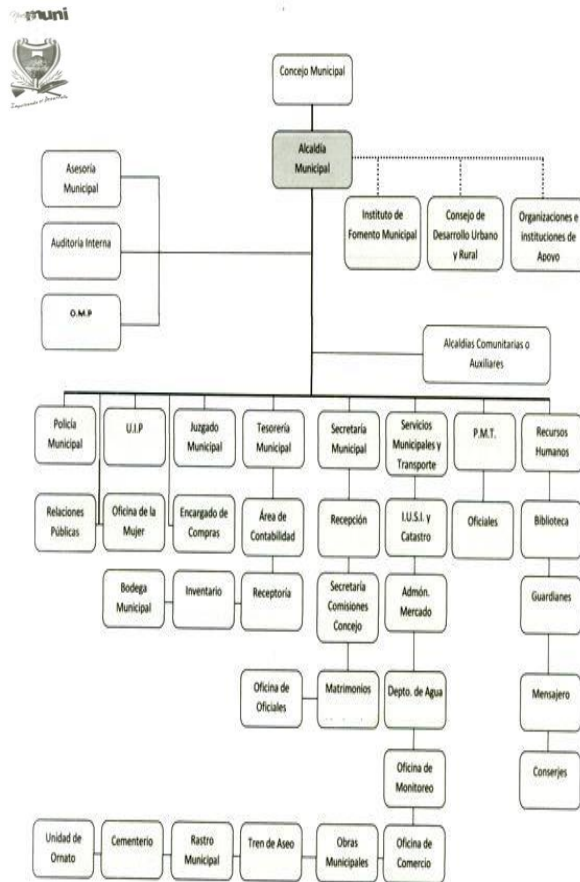 muni
Concejo Municipal
Alcaldía
Municipal
Asesoría
Municipal
Auditoría Interna
O.M.P
Instituto de
Fomento Municipal
Consejo de
Desarrollo Urbano
y Rural
Organizaciones e
instituciones de
Apoyo
Alcaldías Comunitarias o
Auxiliares
Policía
Municipal
U.I.P
Juzgado
Municipal
Tesorería
Municipal
Secretaría
Municipal
Servicios
Municipales y
Transporte
P.M.T.
Recursos
Humanos
Relaciones
Públicas
Oficina de la
Mujer
Encargado de
Compras
Área de
Contabilidad
Recepción
I.U.S.I. y
Catastro
Oficiales
Biblioteca
Bodega
Municipal
Inventario
Receptoría
Secretaría
Comisiones
Concejo
Admón.
Mercado
Guardianes
Oficina de
Oficiales
Matrimonios
Depto. de Agua
Mensajero
Oficina de
Monitoreo
Conserjes
Unidad de
Ornato
Cementerio
Rastro
Municipal
Tren de Aseo
Obras
Municipales
Oficina de
Comercio